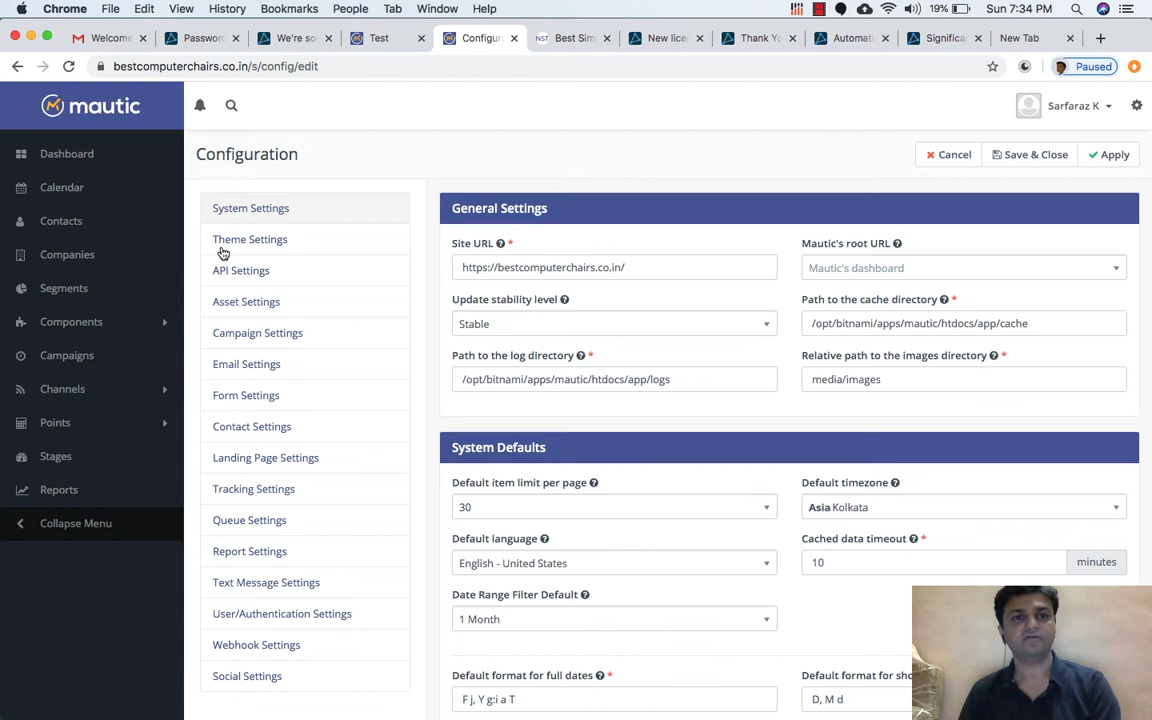 Chrome File Edit View History Bookmarks People Tab Window Help 19% Sun 7:34 PM
Welcome Password We're so Test Configura Best Sim New licen Thank Yo Automati Significa New Tab
bestcomputerchairs.co.in/s/config/edit Paused
mautic
Sarfaraz K
Configuration
Cancel Save & Close Apply
Dashboard
Calendar
Contacts
Companies
Segments
Components
Campaigns
Channels
Points
Stages
Reports
Collapse Menu
System Settings
Theme Settings
API Settings
Asset Settings
Campaign Settings
Email Settings
Form Settings
Contact Settings
Landing Page Settings
Tracking Settings
Queue Settings
Report Settings
Text Message Settings
User/Authentication Settings
Webhook Settings
Social Settings
General Settings
Site URL * Mautic's root URL
https://bestcomputerchairs.co.in/ Mautic's dashboard
Update stability level Path to the cache directory *
Stable /opt/bitnami/apps/mautic/htdocs/app/cache
Path to the log directory * Relative path to the images directory *
/opt/bitnami/apps/mautic/htdocs/app/logs media/images
System Defaults
Default item limit per page Default timezone
30 Asia Kolkata
Default language Cached data timeout *
English - United States 10 minutes
Date Range Filter Default
1 Month
Default format for full dates * Default format for sho
F j, Y g:i a T D, M d